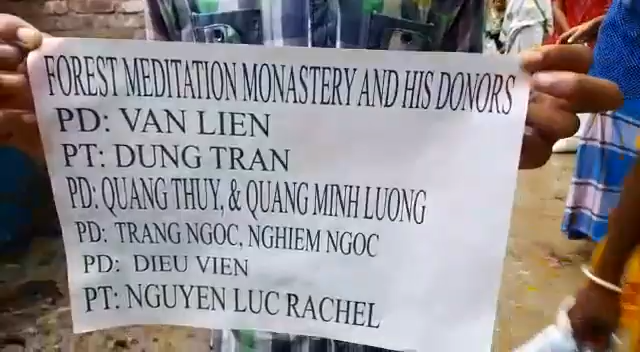 FOREST MEDITATION MONASTERY AND HIS DONORS
PD: VAN LIEN
PT: DUNG TRAN
PD: QUANG THUY, & QUANG MINH LUONG
PD: TRANG NGOC, NGHIEM NGOC
PD: DIEU VIEN
PT: NGUYEN LUC RACHEL